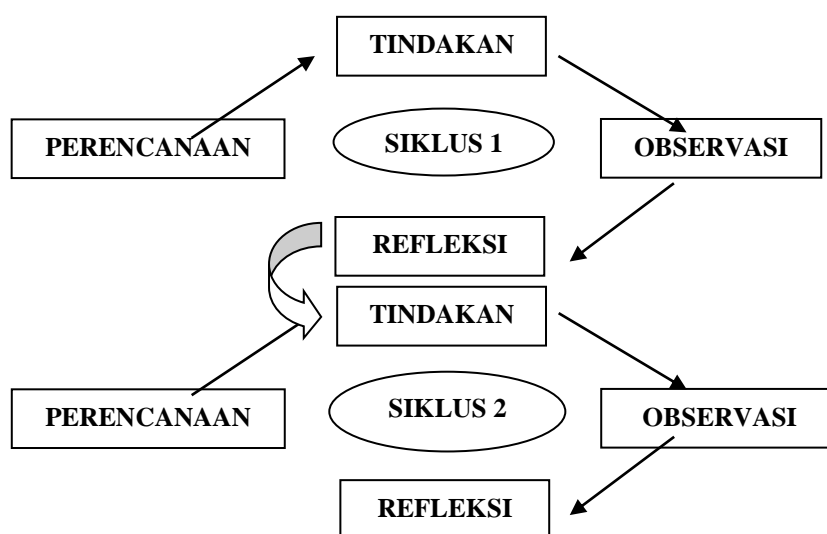 TINDAKAN
PERENCANAAN
SIKLUS 1
OBSERVASI
REFLEKSI
TINDAKAN
PERENCANAAN
SIKLUS 2
OBSERVASI
REFLEKSI